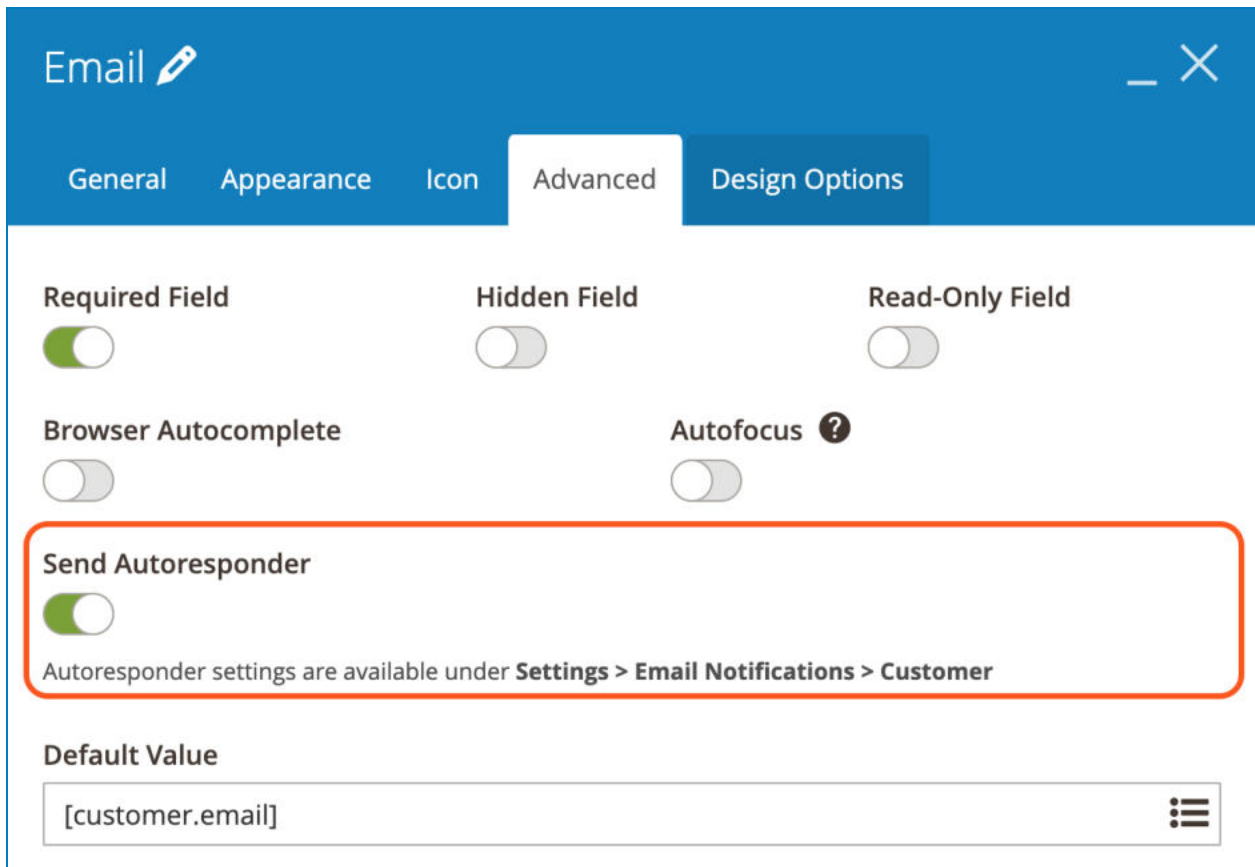 Email
General Appearance Icon Advanced Design Options
Required Field Hidden Field Read-Only Field
Browser Autocomplete Autofocus ?
Send Autoresponder
Autoresponder settings are available under Settings > Email Notifications > Customer
Default Value
[customer.email]